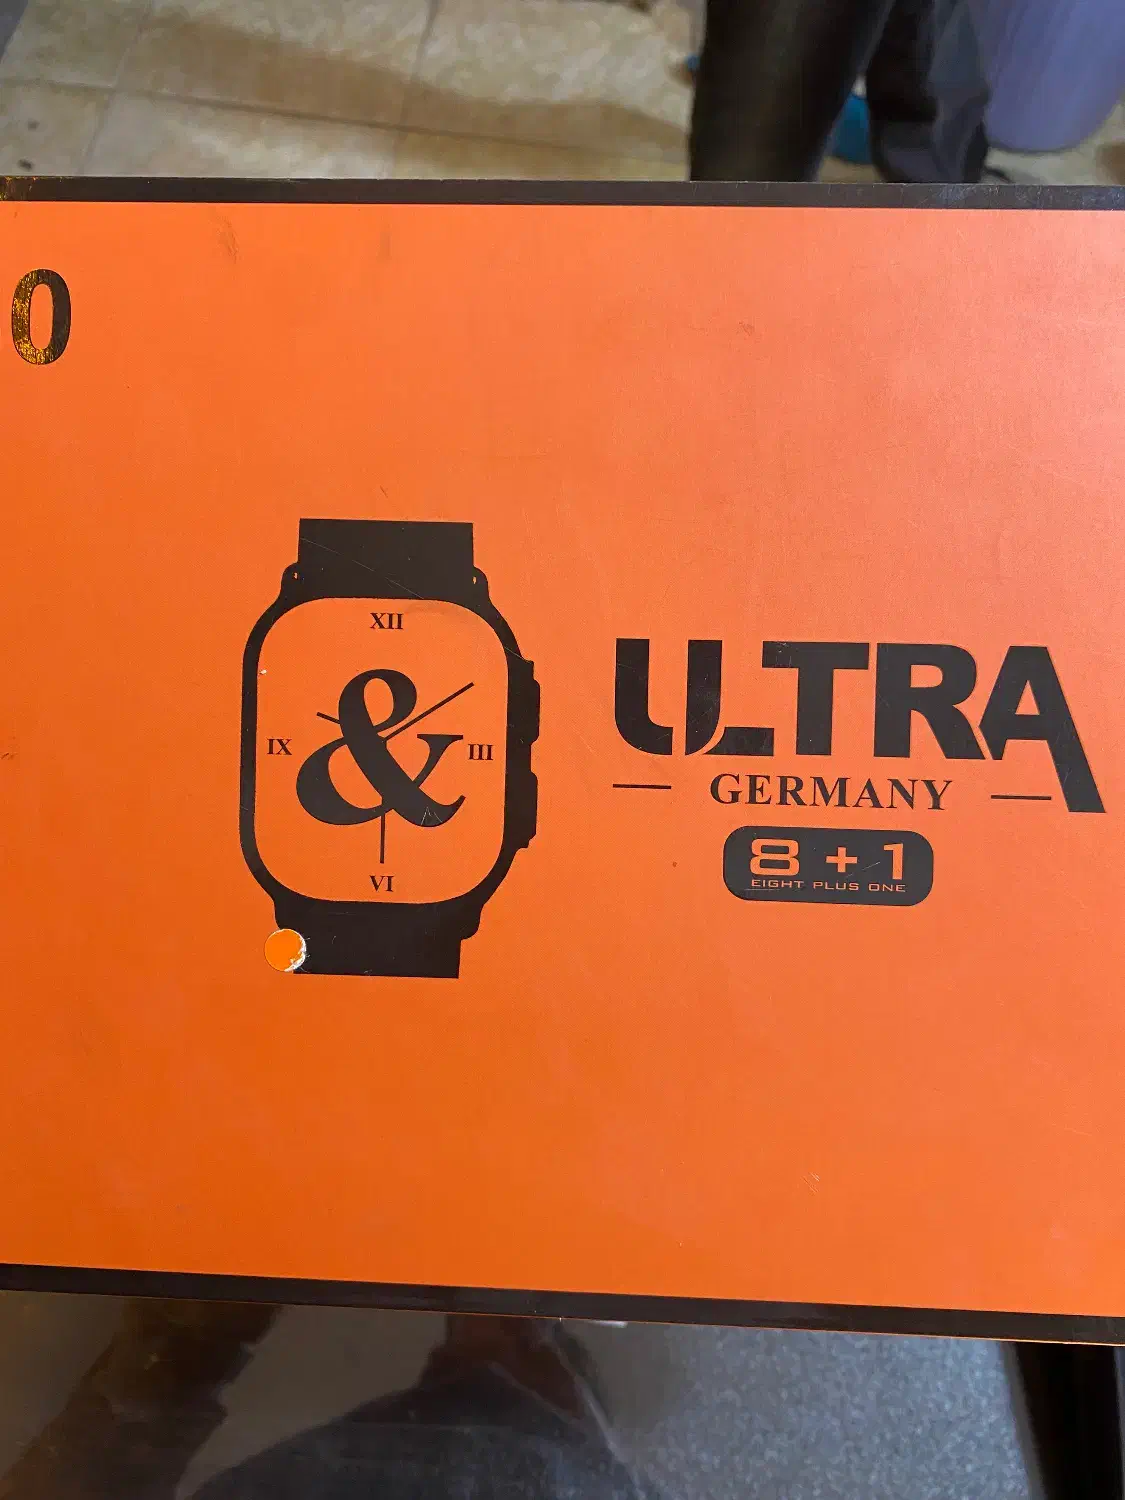 0
XII
&
IX
III
VI
ULTRA
GERMANY
8 + 1
EIGHT PLUS ONE